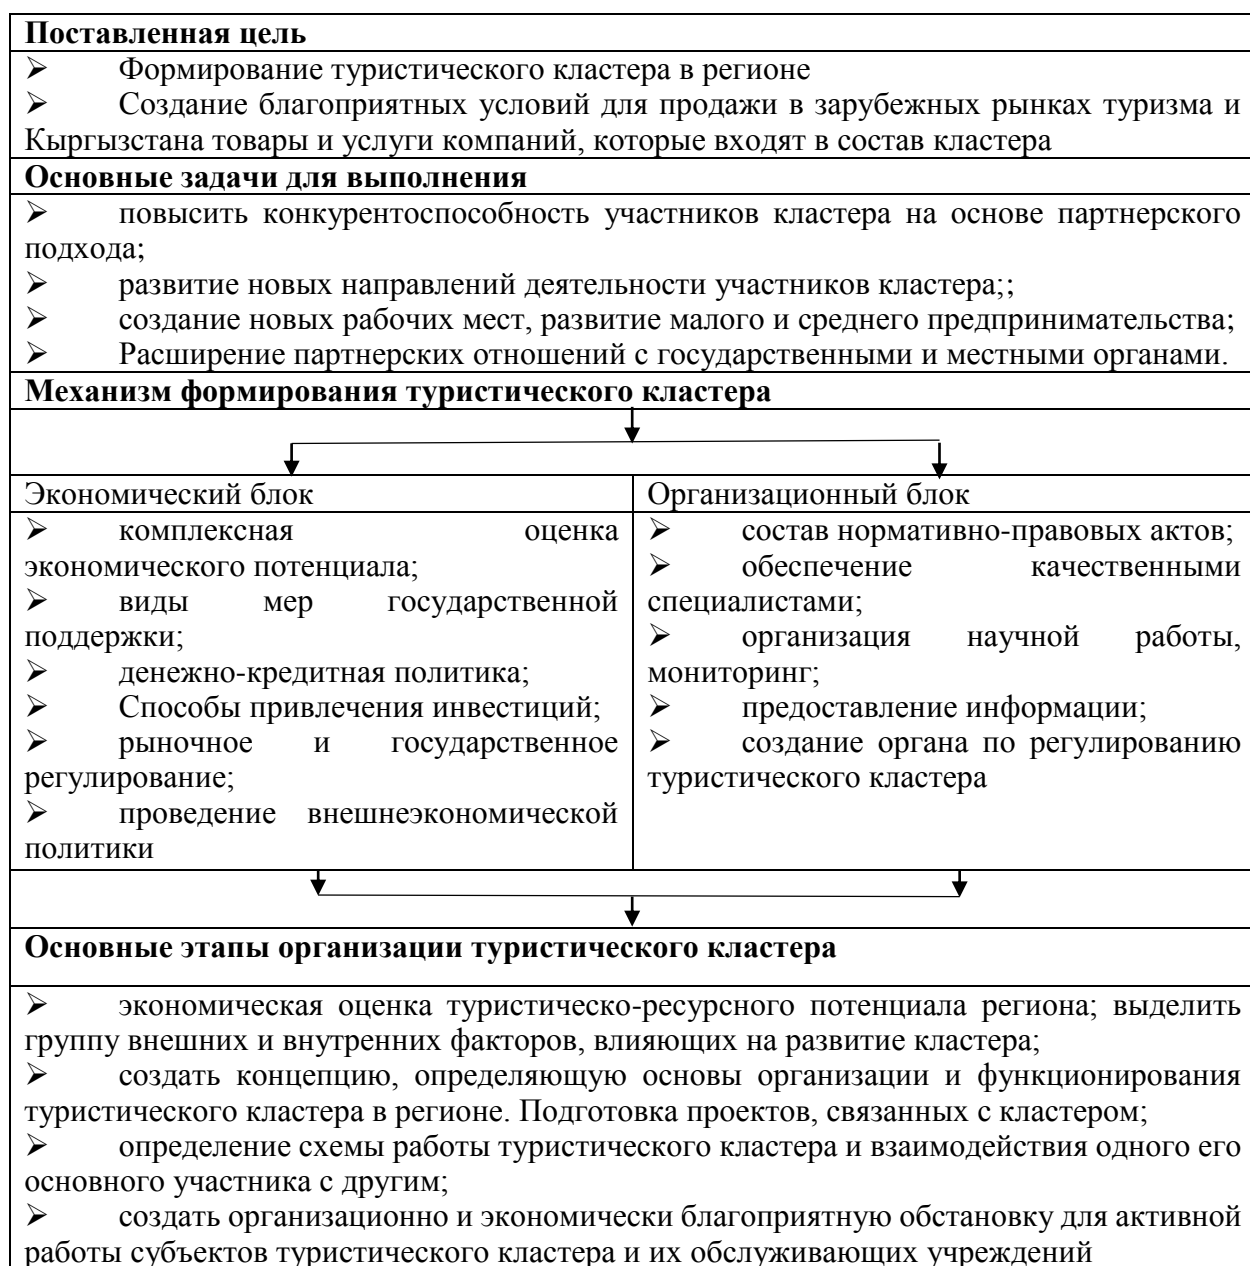 Поставленная цель
➢ Формирование туристического кластера в регионе
➢ Создание благоприятных условий для продажи в зарубежных рынках туризма и
Кыргызстана товары и услуги компаний, которые входят в состав кластера
Основные задачи для выполнения
➢ повысить конкурентоспособность участников кластера на основе партнерского
подхода;
➢ развитие новых направлений деятельности участников кластера;;
➢ создание новых рабочих мест, развитие малого и среднего предпринимательства;
➢ Расширение партнерских отношений с государственными и местными органами.
Механизм формирования туристического кластера
Экономический блок
➢ комплексная оценка
экономического потенциала;
➢ виды мер государственной
поддержки;
➢ денежно-кредитная политика;
➢ Способы привлечения инвестиций;
➢ рыночное и государственное
регулирование;
➢ проведение внешнеэкономической
политики
Организационный блок
➢ состав нормативно-правовых актов;
➢ обеспечение качественными
специалистами;
➢ организация научной работы,
мониторинг;
➢ предоставление информации;
➢ создание органа по регулированию
туристического кластера
Основные этапы организации туристического кластера
➢ экономическая оценка туристическо-ресурсного потенциала региона; выделить
группу внешних и внутренних факторов, влияющих на развитие кластера;
➢ создать концепцию, определяющую основы организации и функционирования
туристического кластера в регионе. Подготовка проектов, связанных с кластером;
➢ определение схемы работы туристического кластера и взаимодействия одного его
основного участника с другим;
➢ создать организационно и экономически благоприятную обстановку для активной
работы субъектов туристического кластера и их обслуживающих учреждений